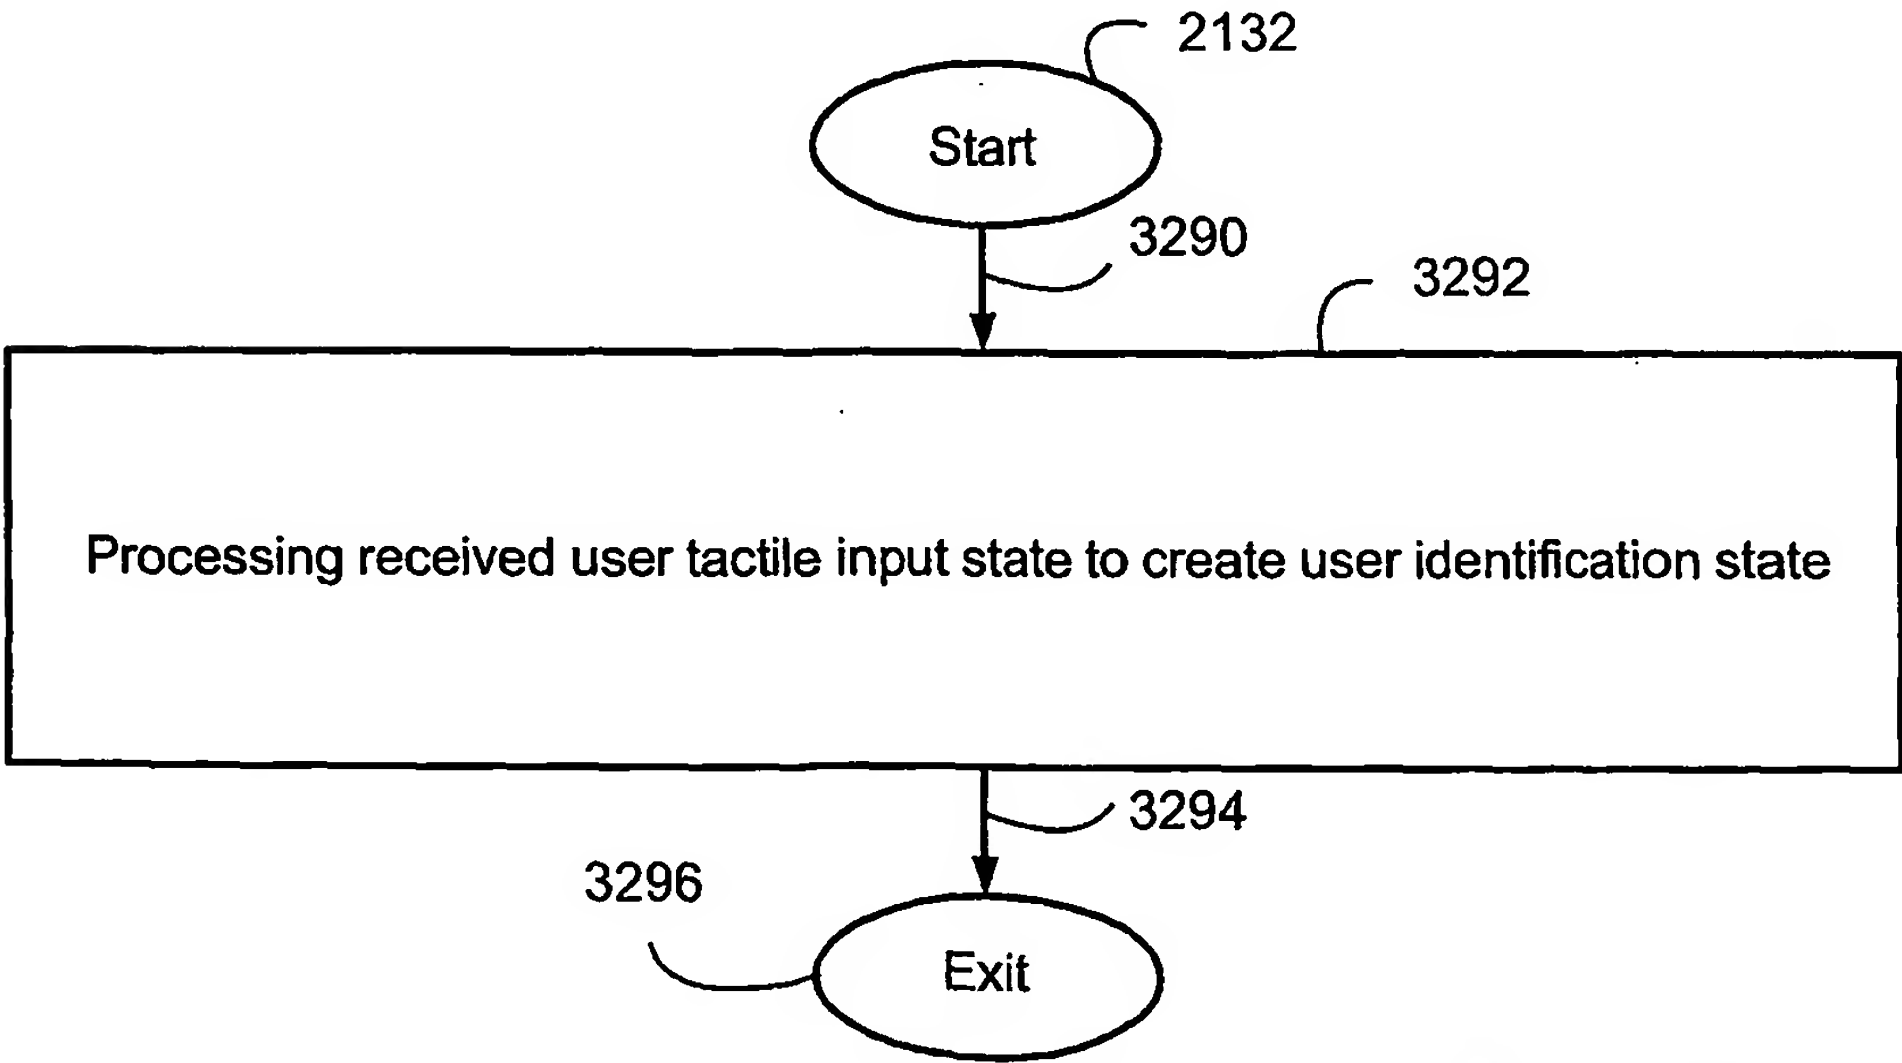 2132
Start
3290
3292
Processing received user tactile input state to create user identification state
3294
3296
Exit